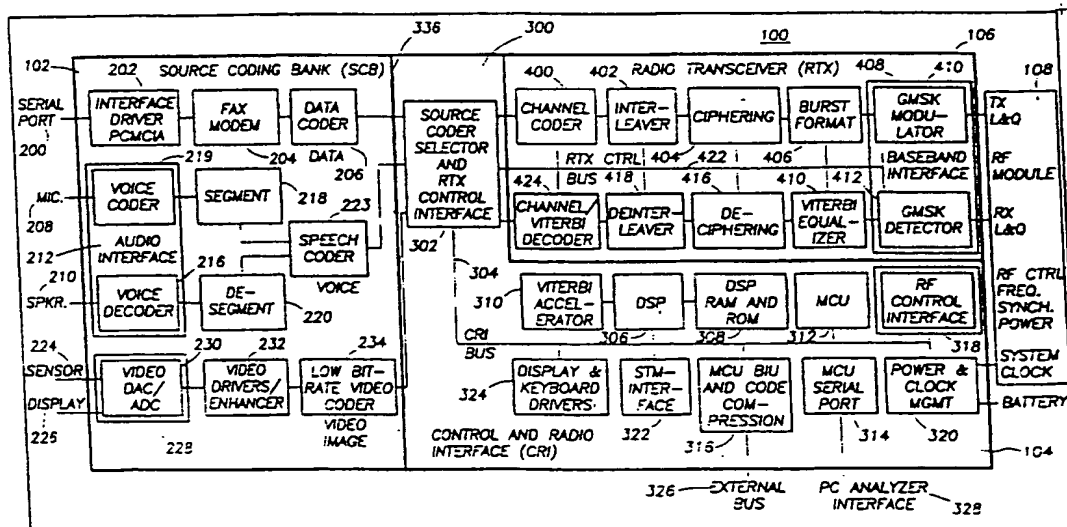 336
300
100
106
102
202
SOURCE CODING BANK (SCB)
400
402
RADIO TRANSCEIVER (RTX)
408
410
108
SERIAL PORT
200
INTERFACE DRIVER PCMCIA
FAX MODEM
DATA CODER
SOURCE CODER SELECTOR AND RTX CONTROL INTERFACE
CHANNEL CODER
INTER-LEAVER
CIPHERING
BURST FORMAT
GMSK MODULATOR
TX I,&Q
219
204
DATA
206
RTX CTRL BUS
404
422
406
BASEBAND INTERFACE
RF MODULE
MIC.
208
VOICE CODER
SEGMENT
218
223
424
418
416
410
412
212
AUDIO INTERFACE
SPEECH CODER
VOICE
302
CHANNEL/ VITERBI DECODER
DEINTER-LEAVER
DE-CIPHERING
VITERBI EQUALIZER
GMSK DETECTOR
RX I,&Q
210
SPKR.
216
VOICE DECODER
DE-SEGMENT
220
304
310
VITERBI ACCELERATOR
DSP
DSP RAM AND ROM
MCU
RF CONTROL INTERFACE
RF CTRL
FREQ.
SYNCH.
POWER
306
308
312
318
224
SENSOR
230
232
234
CRI BUS
SYSTEM CLOCK
DISPLAY
226
VIDEO DAC/ ADC
VIDEO DRIVERS/ ENHANCER
LOW BIT-RATE VIDEO CODER
VIDEO IMAGE
324
DISPLAY & KEYBOARD DRIVERS
STM-INTERFACE
MCU BIU AND CODE COMPRESSION
MCU SERIAL PORT
POWER & CLOCK MGMT
BATTERY
228
322
316
314
320
CONTROL AND RADIO INTERFACE (CRI)
104
326
EXTERNAL BUS
PC ANALYZER INTERFACE
328